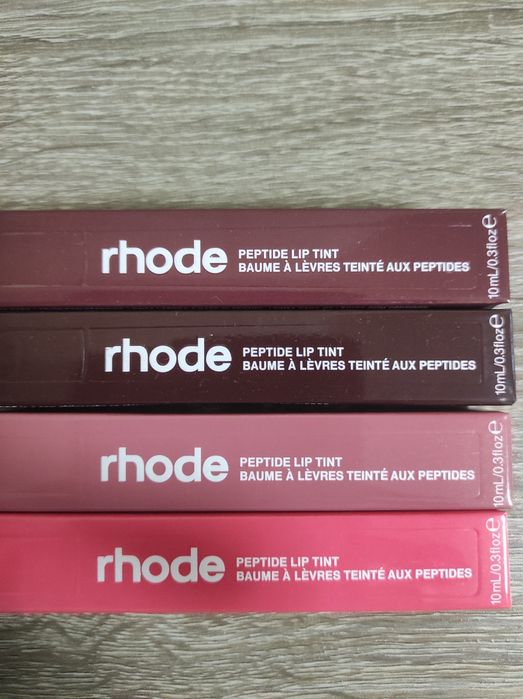 rhode
PEPTIDE LIP TINT
BAUME À LÈVRES TEINTÉ AUX PEPTIDES
10mL/0.3floz℮
rhode
PEPTIDE LIP TINT
BAUME À LÈVRES TEINTÉ AUX PEPTIDES
10mL/0.3floz℮
rhode
PEPTIDE LIP TINT
BAUME À LÈVRES TEINTÉ AUX PEPTIDES
10mL/0.3floz℮
rhode
PEPTIDE LIP TINT
BAUME À LÈVRES TEINTÉ AUX PEPTIDES
10mL/0.3floz℮